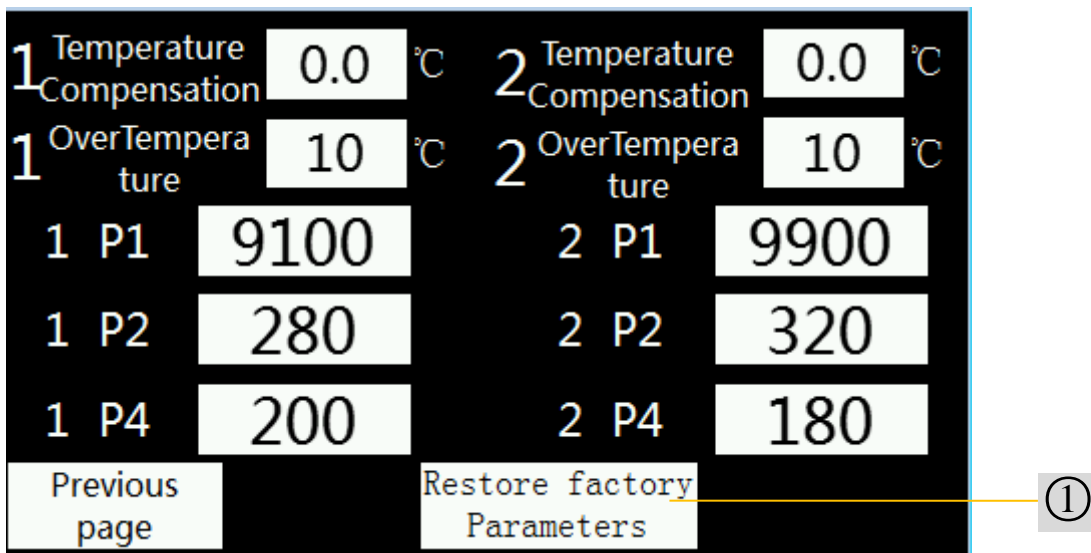 1 Temperature Compensation 0.0 ℃ 2 Temperature Compensation 0.0 ℃
1 OverTempera ture 10 ℃ 2 OverTempera ture 10 ℃
1 P1 9100 2 P1 9900
1 P2 280 2 P2 320
1 P4 200 2 P4 180
Previous page
Restore factory Parameters
①